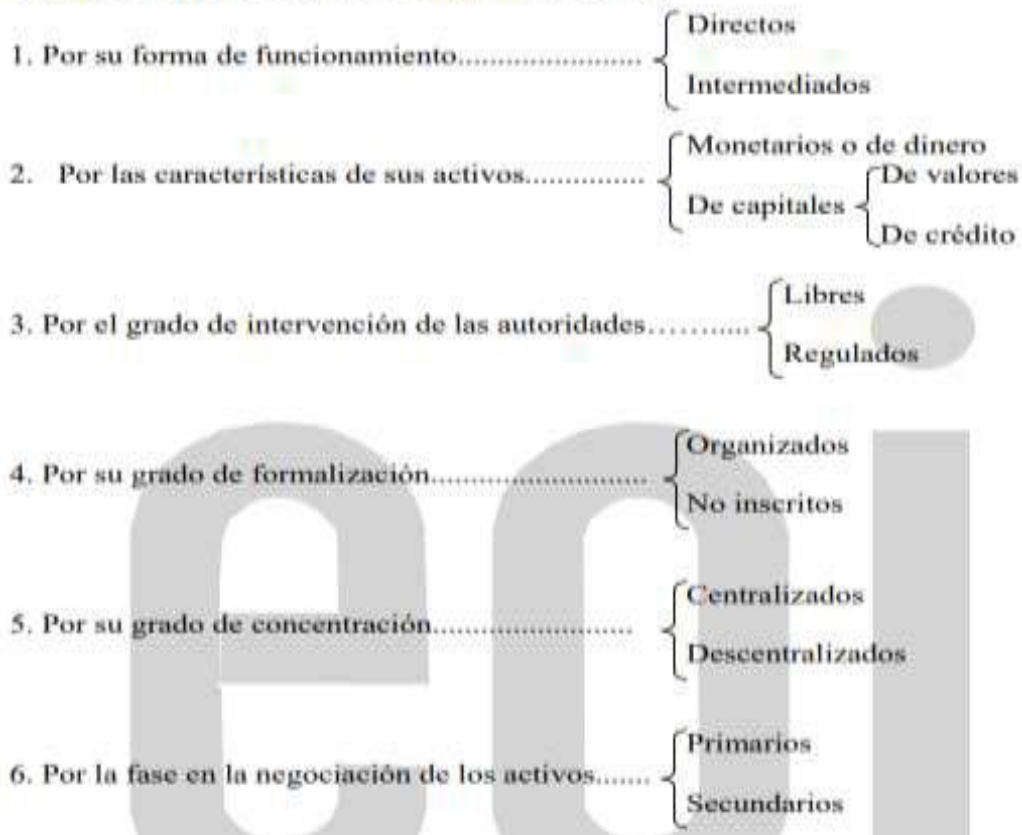 Directos
1. Por su forma de funcionamiento........................
Intermediados
Monetarios o de dinero
2. Por las características de sus activos................
De valores
De capitales
De crédito
Libres
3. Por el grado de intervención de las autoridades...........
Regulados
Organizados
4. Por su grado de formalización............................
No inscritos
Centralizados
5. Por su grado de concentración..........................
Descentralizados
Primarios
6. Por la fase en la negociación de los activos.......
Secundarios
eoi